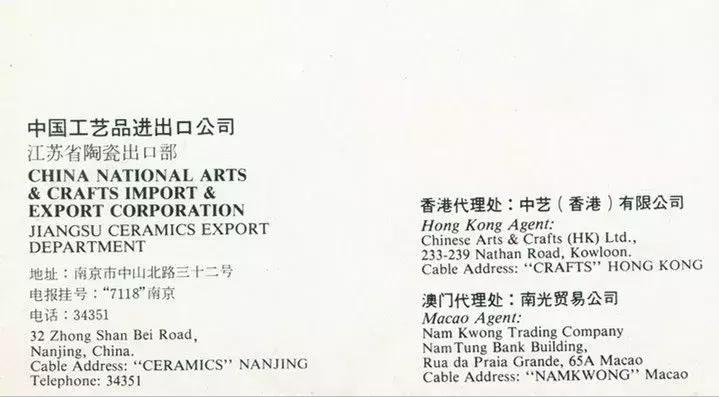 中国工艺品进出口公司
江苏省陶瓷出口部
CHINA NATIONAL ARTS
& CRAFTS IMPORT &
EXPORT CORPORATION
JIANGSU CERAMICS EXPORT
DEPARTMENT
地址：南京市中山北路三十二号
电报挂号：“7118”南京
电话：34351
32 Zhong Shan Bei Road,
Nanjing, China.
Cable Address: “CERAMICS” NANJING
Telephone: 34351
香港代理处：中艺（香港）有限公司
Hong Kong Agent:
Chinese Arts & Crafts (HK) Ltd.,
233-239 Nathan Road, Kowloon.
Cable Address: “CRAFTS” HONG KONG
澳门代理处：南光贸易公司
Macao Agent:
Nam Kwong Trading Company
Nam Tung Bank Building,
Rua da Praia Grande, 65A Macao
Cable Address: “NAMKWONG” Macao